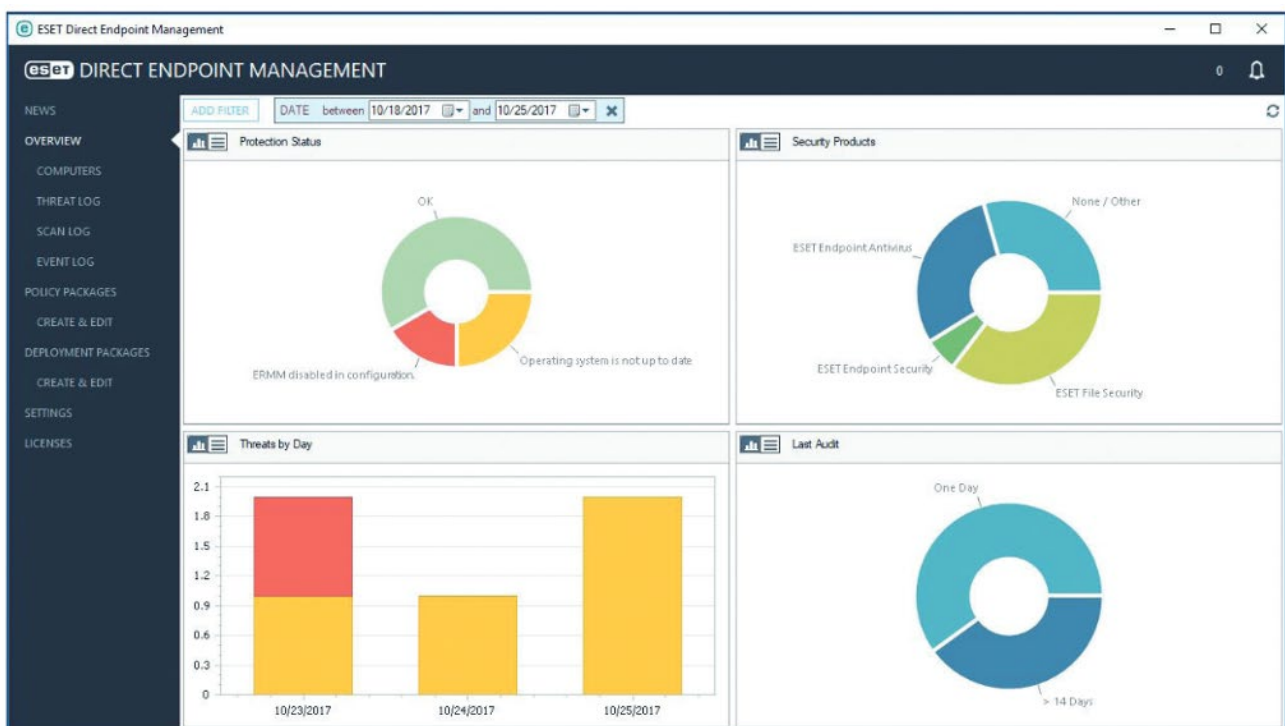 ESET Direct Endpoint Management
eset DIRECT ENDPOINT MANAGEMENT
0
NEWS
OVERVIEW
COMPUTERS
THREAT LOG
SCAN LOG
EVENT LOG
POLICY PACKAGES
CREATE & EDIT
DEPLOYMENT PACKAGES
CREATE & EDIT
SETTINGS
LICENSES
ADD FILTER
DATE between 10/18/2017 and 10/25/2017
Protection Status
OK
ERMM disabled in configuration.
Operating system is not up to date
Security Products
None / Other
ESET Endpoint Antivirus
ESET Endpoint Security
ESET File Security
Threats by Day
2.1
1.8
1.5
1.2
0.9
0.6
0.3
0
10/23/2017
10/24/2017
10/25/2017
Last Audit
One Day
> 14 Days